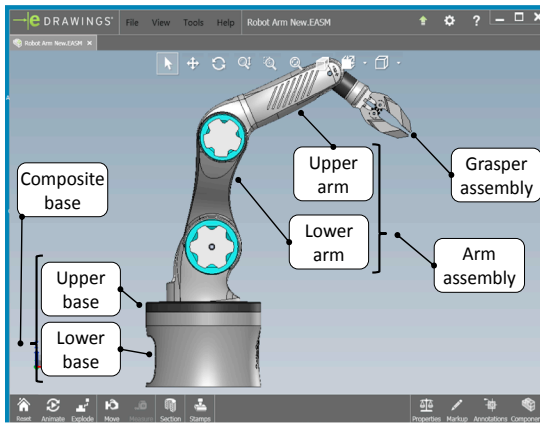 eDRAWINGS® File View Tools Help Robot Arm New.EASM ?
Robot Arm New.EASM ×
Composite
base
Upper
arm
Grasper
assembly
Lower
arm
Arm
assembly
Upper
base
Lower
base
Reset Animate Explode Move Measure Section Stamps Properties Markup Annotations Component